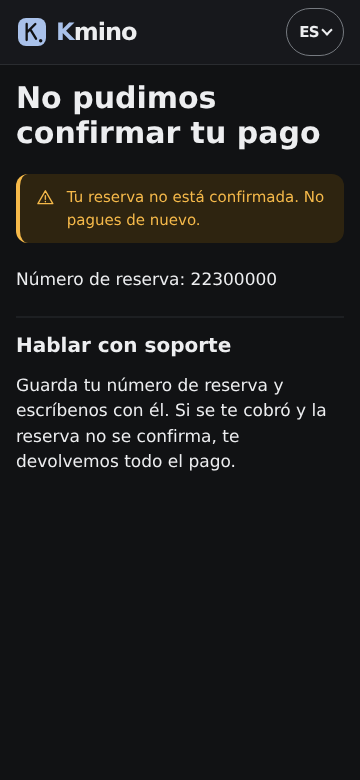 K. Kmino
ES
No pudimos
confirmar tu pago
Tu reserva no está confirmada. No
pagues de nuevo.
Número de reserva: 22300000
Hablar con soporte
Guarda tu número de reserva y
escríbenos con él. Si se te cobró y la
reserva no se confirma, te
devolvemos todo el pago.